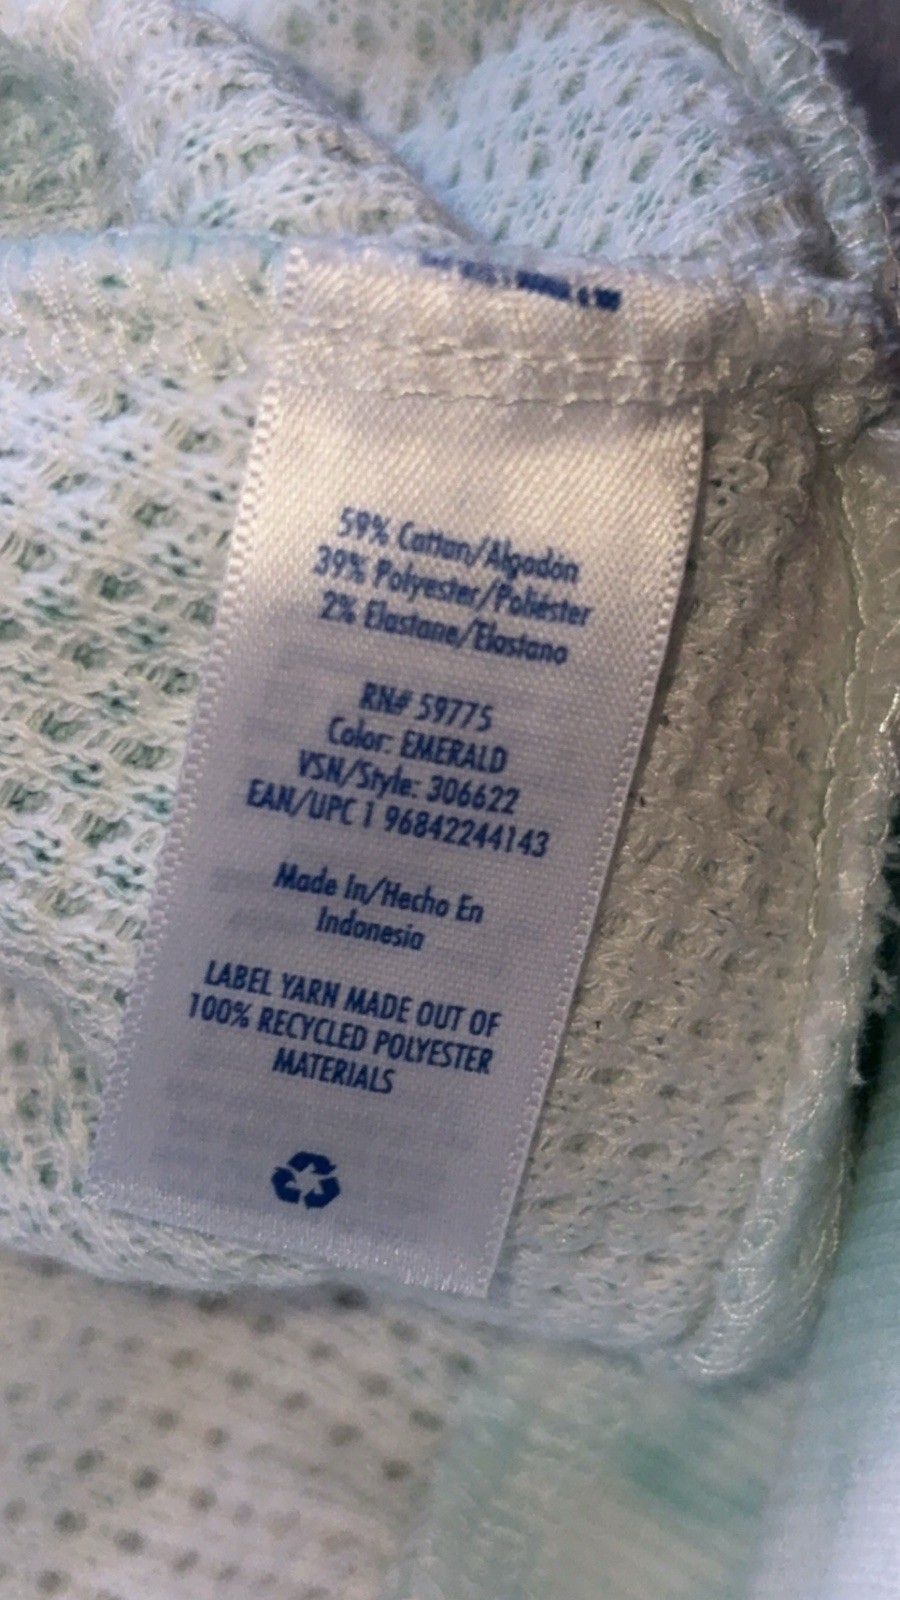 59% Cotton/Algodón
39% Polyester/Poliéster
2% Elastane/Elastano
RN# 59775
Color: EMERALD
VSN/Style: 306622
EAN/UPC 1 96842244143
Made In/Hecho En
Indonesia
LABEL YARN MADE OUT OF
100% RECYCLED POLYESTER
MATERIALS